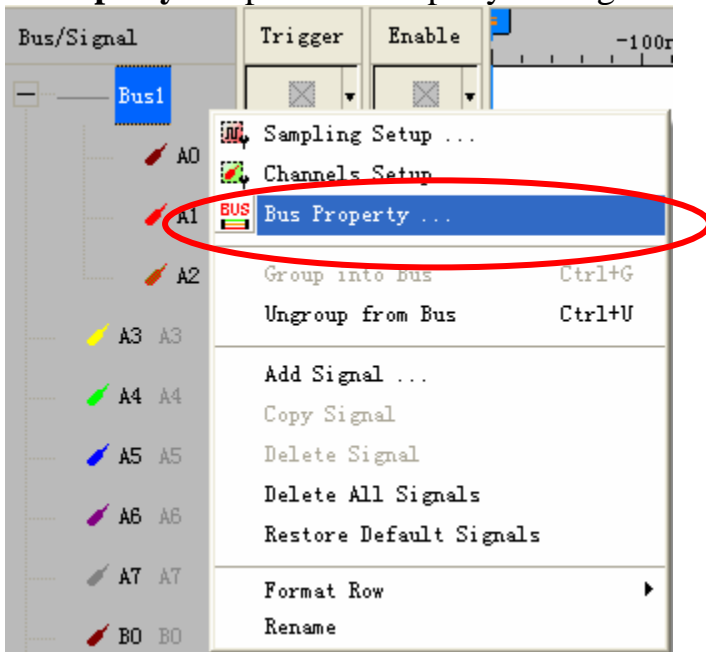 Bus/Signal Trigger Enable
Bus1
A0
A1
A2
A3 A3
A4 A4
A5 A5
A6 A6
A7 A7
B0 B0
Sampling Setup ...
Channels Setup
BUS Bus Property ...
Group into Bus Ctrl+G
Ungroup from Bus Ctrl+U
Add Signal ...
Copy Signal
Delete Signal
Delete All Signals
Restore Default Signals
Format Row
Rename